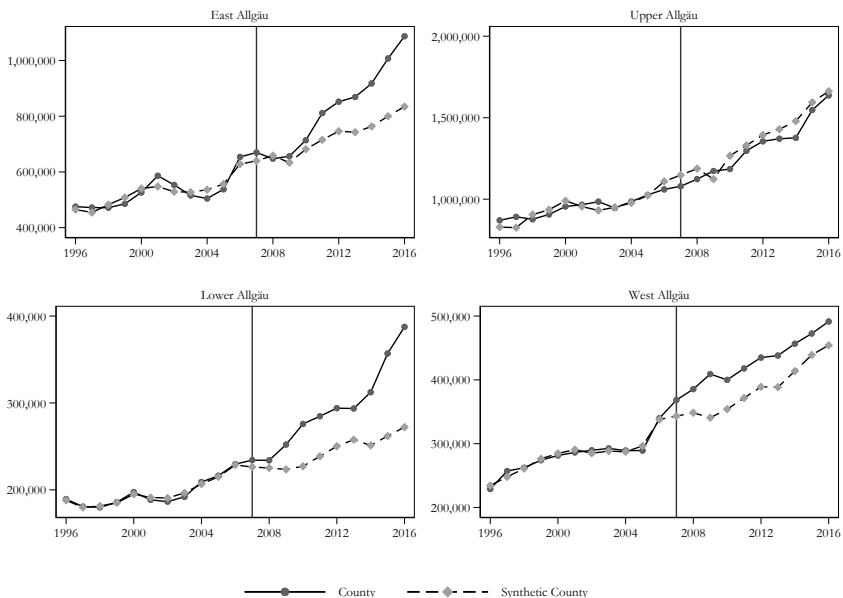 East Allgäu
1,000,000
800,000
600,000
400,000
1996 2000 2004 2008 2012 2016
Upper Allgäu
2,000,000
1,500,000
1,000,000
1996 2000 2004 2008 2012 2016
Lower Allgäu
400,000
300,000
200,000
1996 2000 2004 2008 2012 2016
West Allgäu
500,000
400,000
300,000
200,000
1996 2000 2004 2008 2012 2016
County Synthetic County